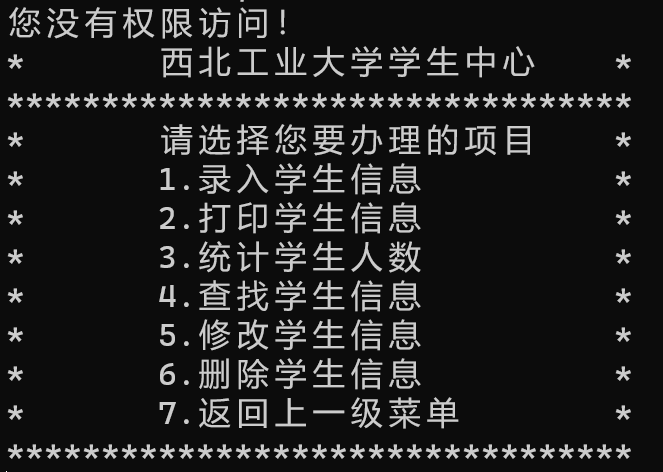 您没有权限访问!
*       西北工业大学学生中心    *
*********************************
*       请选择您要办理的项目    *
*       1.录入学生信息          *
*       2.打印学生信息          *
*       3.统计学生人数          *
*       4.查找学生信息          *
*       5.修改学生信息          *
*       6.删除学生信息          *
*       7.返回上一级菜单        *
*********************************